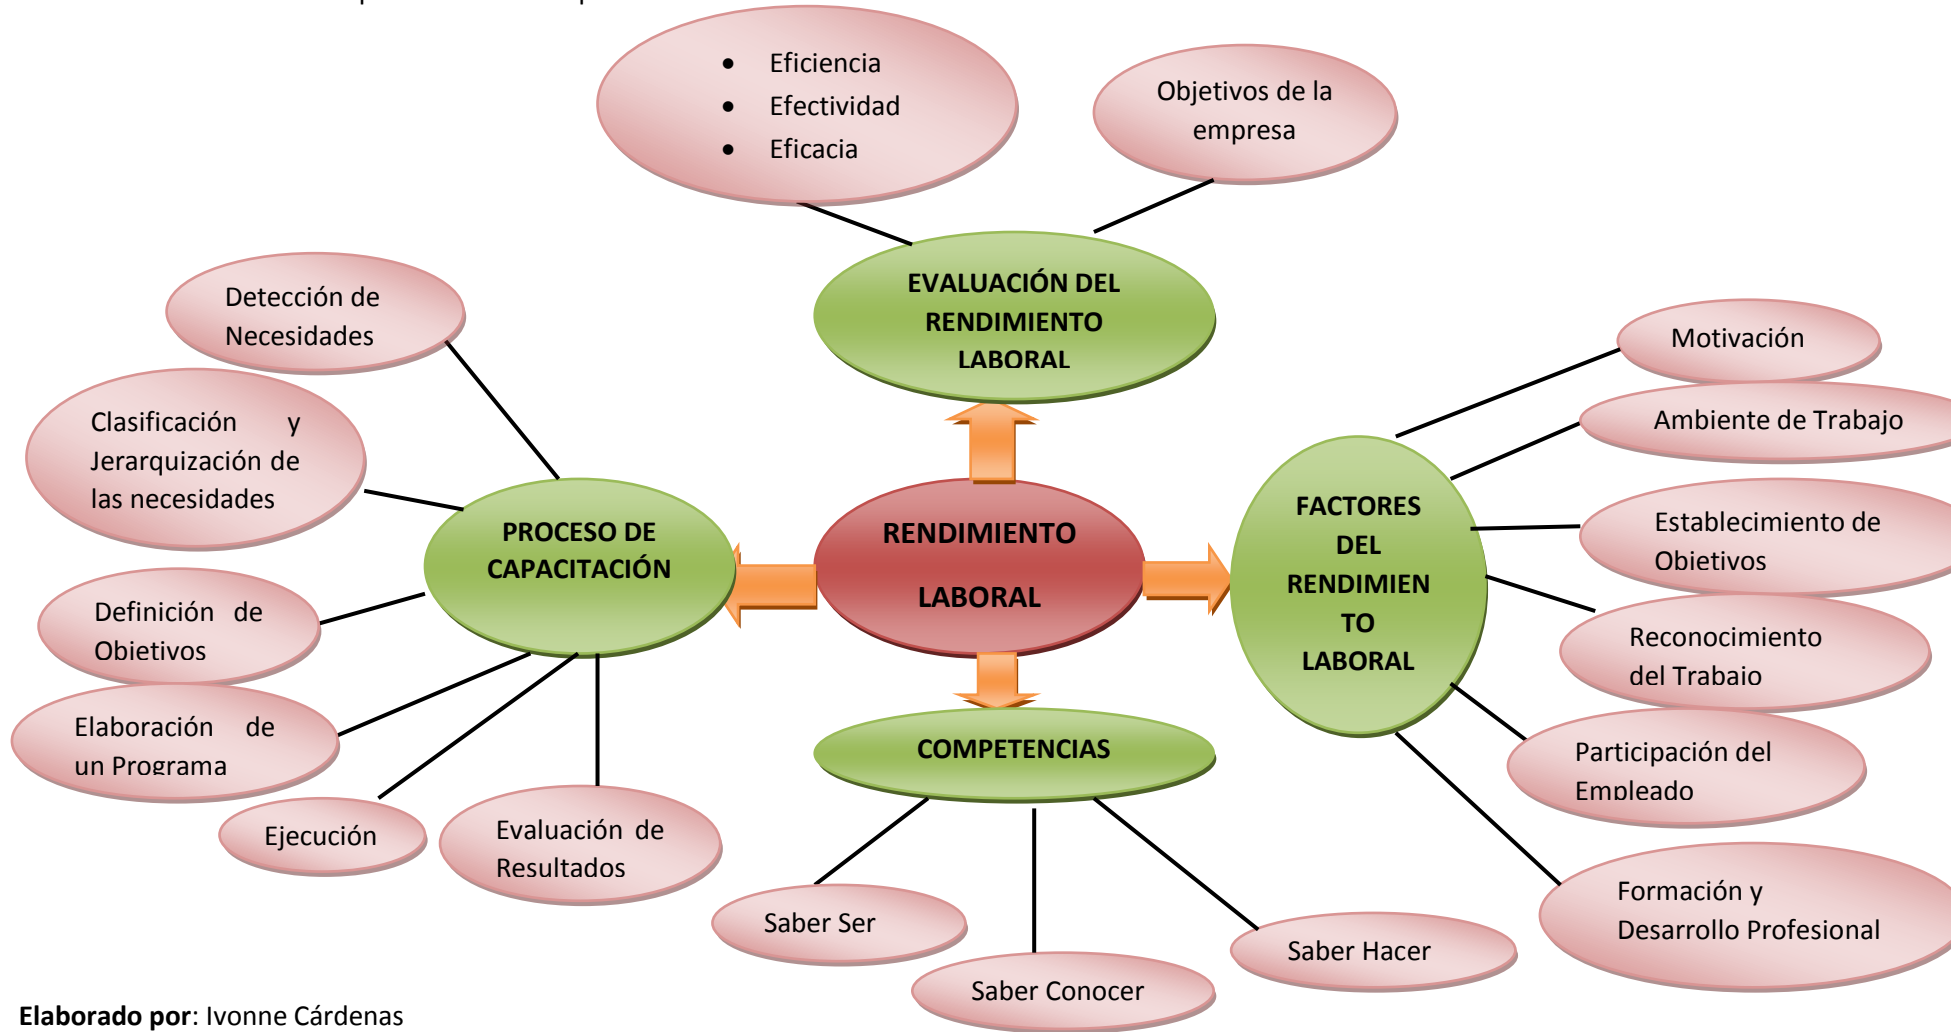 Eficiencia
Efectividad
Eficacia
Objetivos de la
empresa
EVALUACIÓN DEL
RENDIMIENTO
LABORAL
Detección de
Necesidades
Clasificación y
Jerarquización de
las necesidades
Definición de
Objetivos
Elaboración de
un Programa
Ejecución
Evaluación de
Resultados
PROCESO DE
CAPACITACIÓN
RENDIMIENTO
LABORAL
FACTORES
DEL
RENDIMIEN
TO
LABORAL
Motivación
Ambiente de Trabajo
Establecimiento de
Objetivos
Reconocimiento
del Trabajo
Participación del
Empleado
Formación y
Desarrollo Profesional
COMPETENCIAS
Saber Ser
Saber Conocer
Saber Hacer
Elaborado por: Ivonne Cárdenas